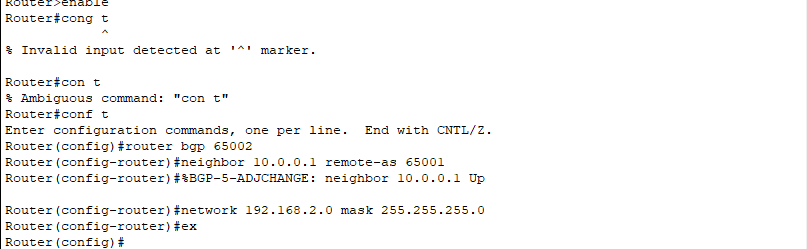 Router>enable
Router#cong t
^
% Invalid input detected at '^' marker.
Router#con t
% Ambiguous command: "con t"
Router#conf t
Enter configuration commands, one per line.  End with CNTL/Z.
Router(config)#router bgp 65002
Router(config-router)#neighbor 10.0.0.1 remote-as 65001
Router(config-router)#%BGP-5-ADJCHANGE: neighbor 10.0.0.1 Up
Router(config-router)#network 192.168.2.0 mask 255.255.255.0
Router(config-router)#ex
Router(config)#